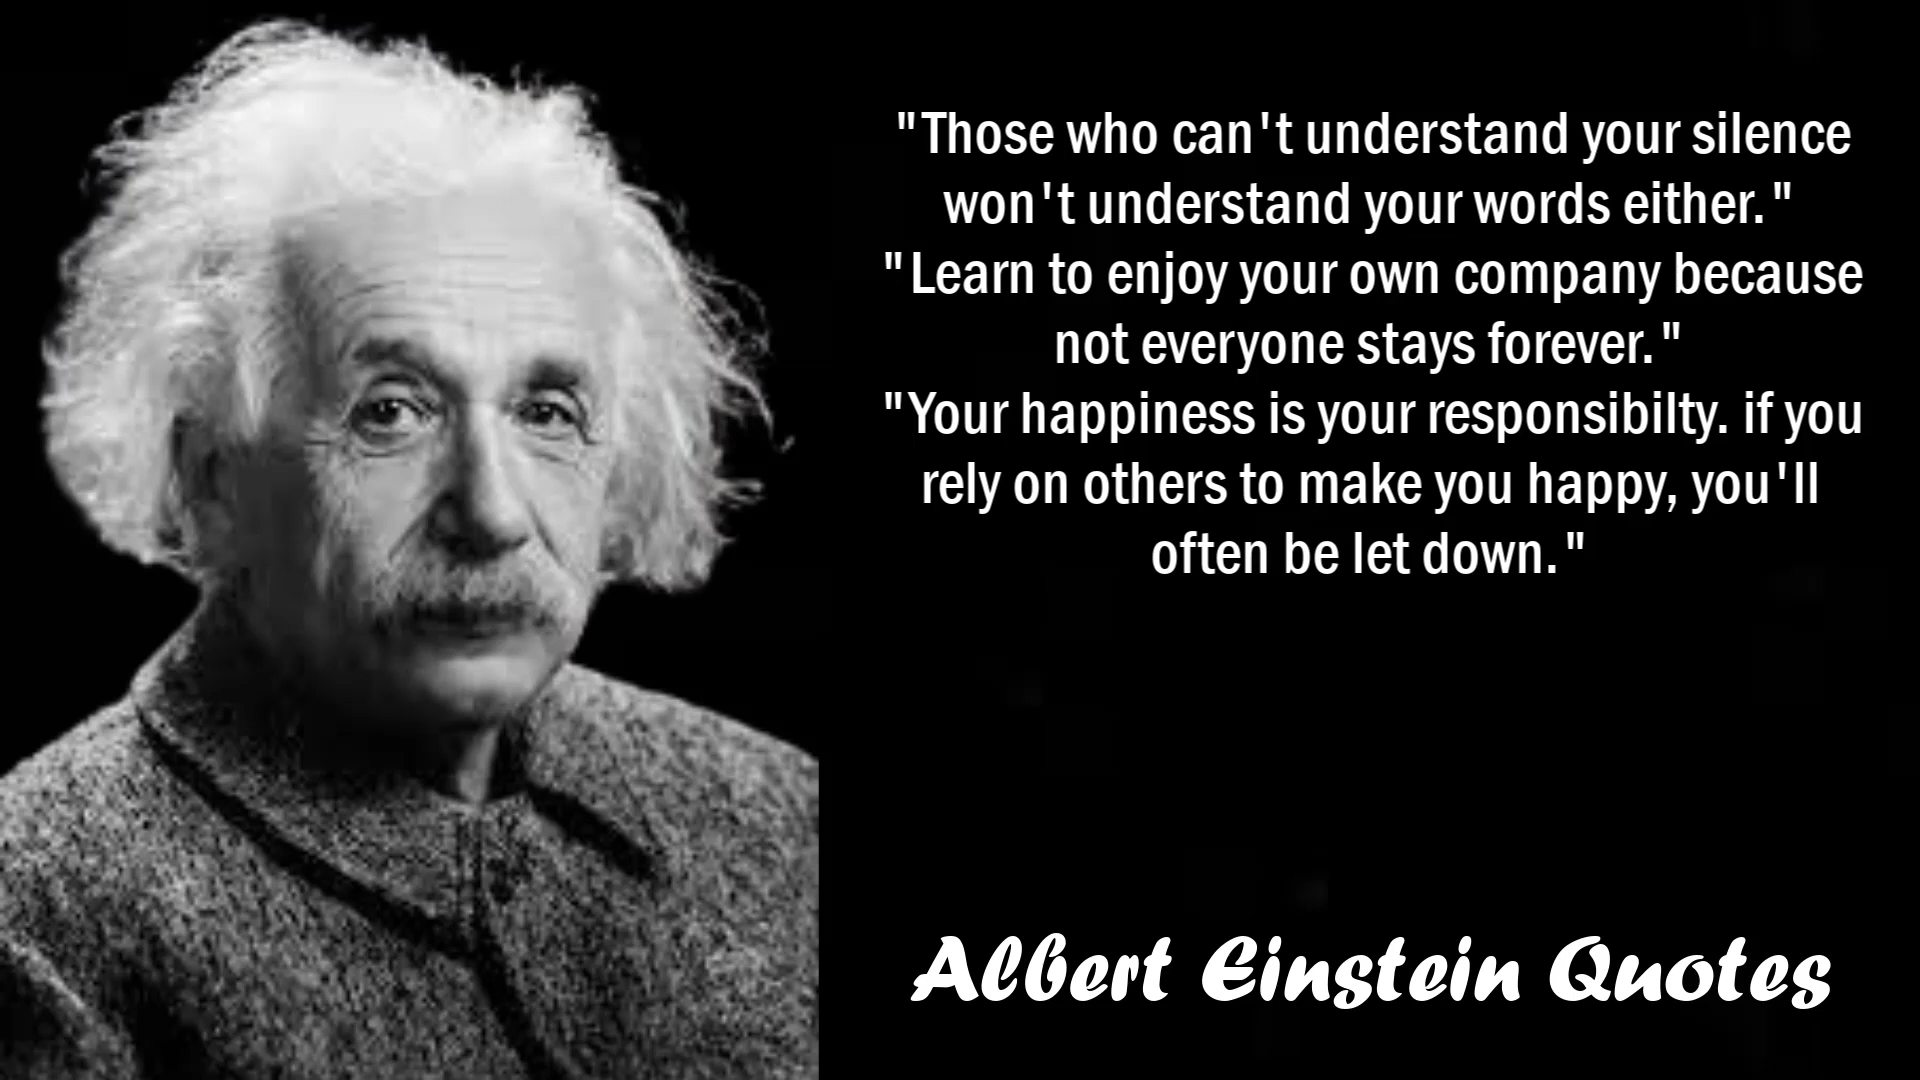 "Those who can't understand your silence
won't understand your words either."
"Learn to enjoy your own company because
not everyone stays forever."
"Your happiness is your responsibilty. if you
rely on others to make you happy, you'll
often be let down."
Albert Einstein Quotes